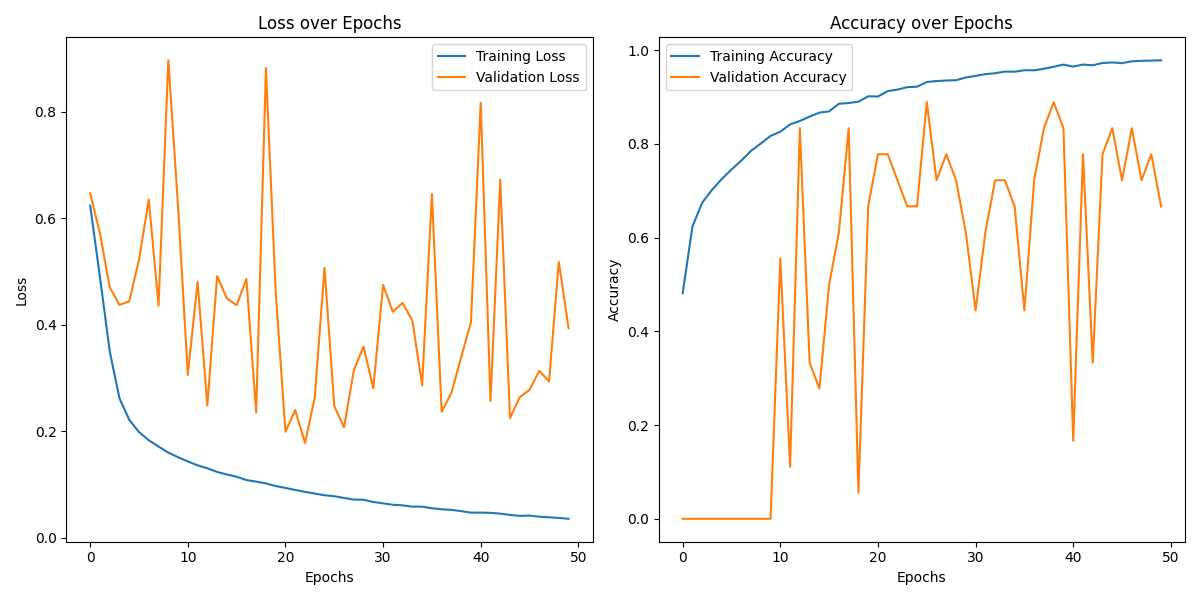 Loss over Epochs
Training Loss
Validation Loss
Loss
0.8
0.6
0.4
0.2
0.0
0 10 20 30 40 50
Epochs
Accuracy over Epochs
Training Accuracy
Validation Accuracy
Accuracy
1.0
0.8
0.6
0.4
0.2
0.0
0 10 20 30 40 50
Epochs